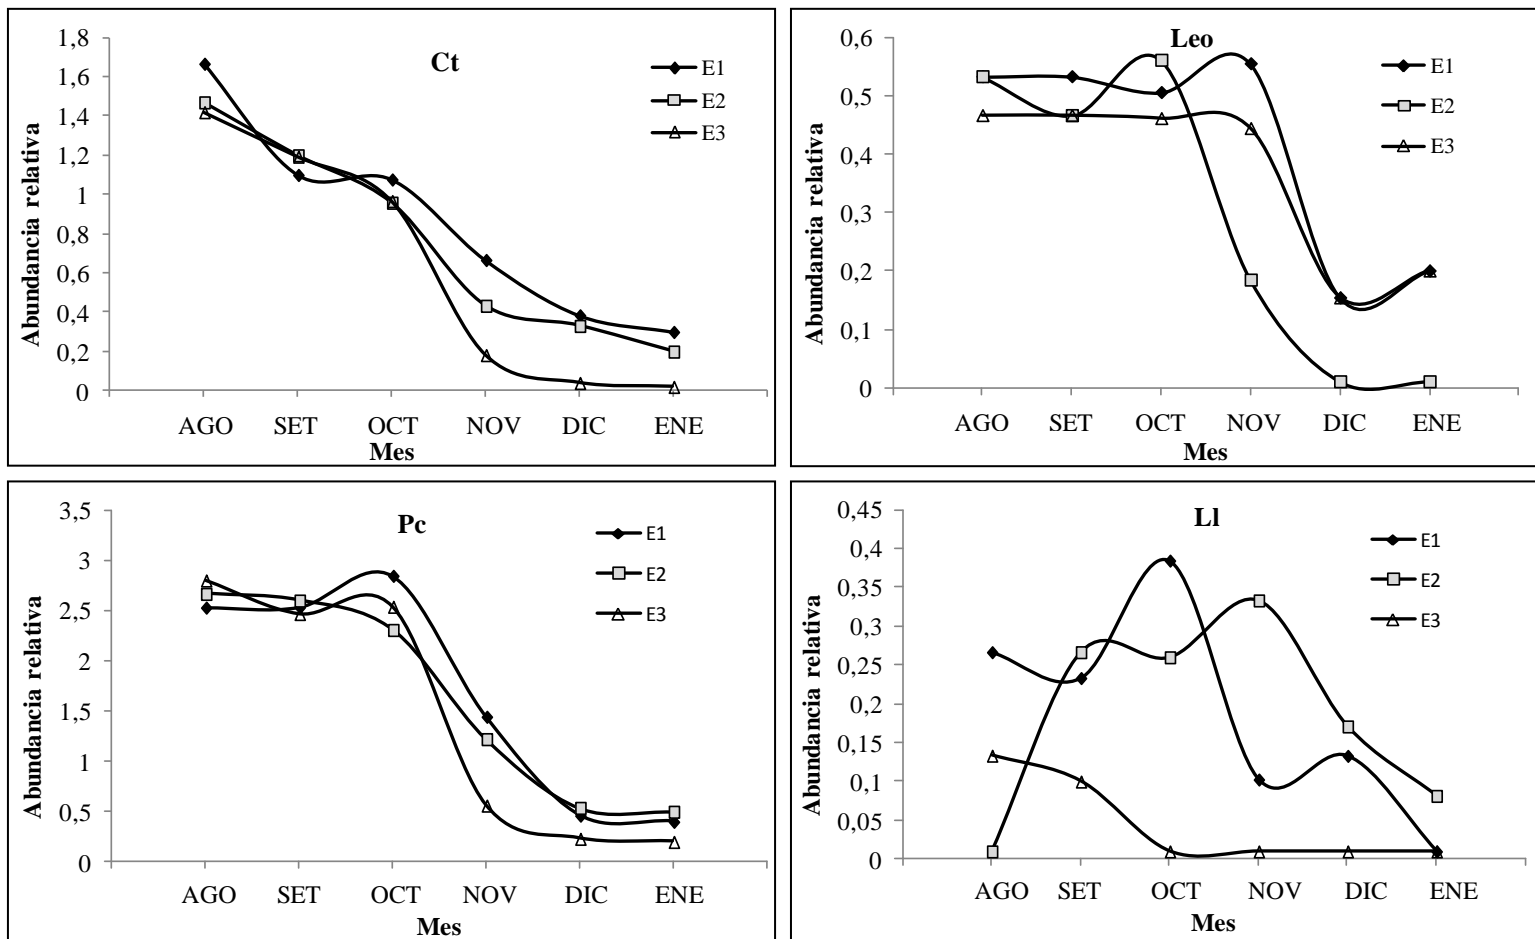 Ct
Abundancia relativa
1,8
1,6
1,4
1,2
1
0,8
0,6
0,4
0,2
0
E1
E2
E3
AGO SET OCT NOV DIC ENE
Mes
Leo
Abundancia relativa
0,6
0,5
0,4
0,3
0,2
0,1
0
E1
E2
E3
AGO SET OCT NOV DIC ENE
Mes
Pc
Abundancia relativa
3,5
3
2,5
2
1,5
1
0,5
0
E1
E2
E3
AGO SET OCT NOV DIC ENE
Mes
Ll
Abundancia relativa
0,45
0,4
0,35
0,3
0,25
0,2
0,15
0,1
0,05
0
E1
E2
E3
AGO SET OCT NOV DIC ENE
Mes